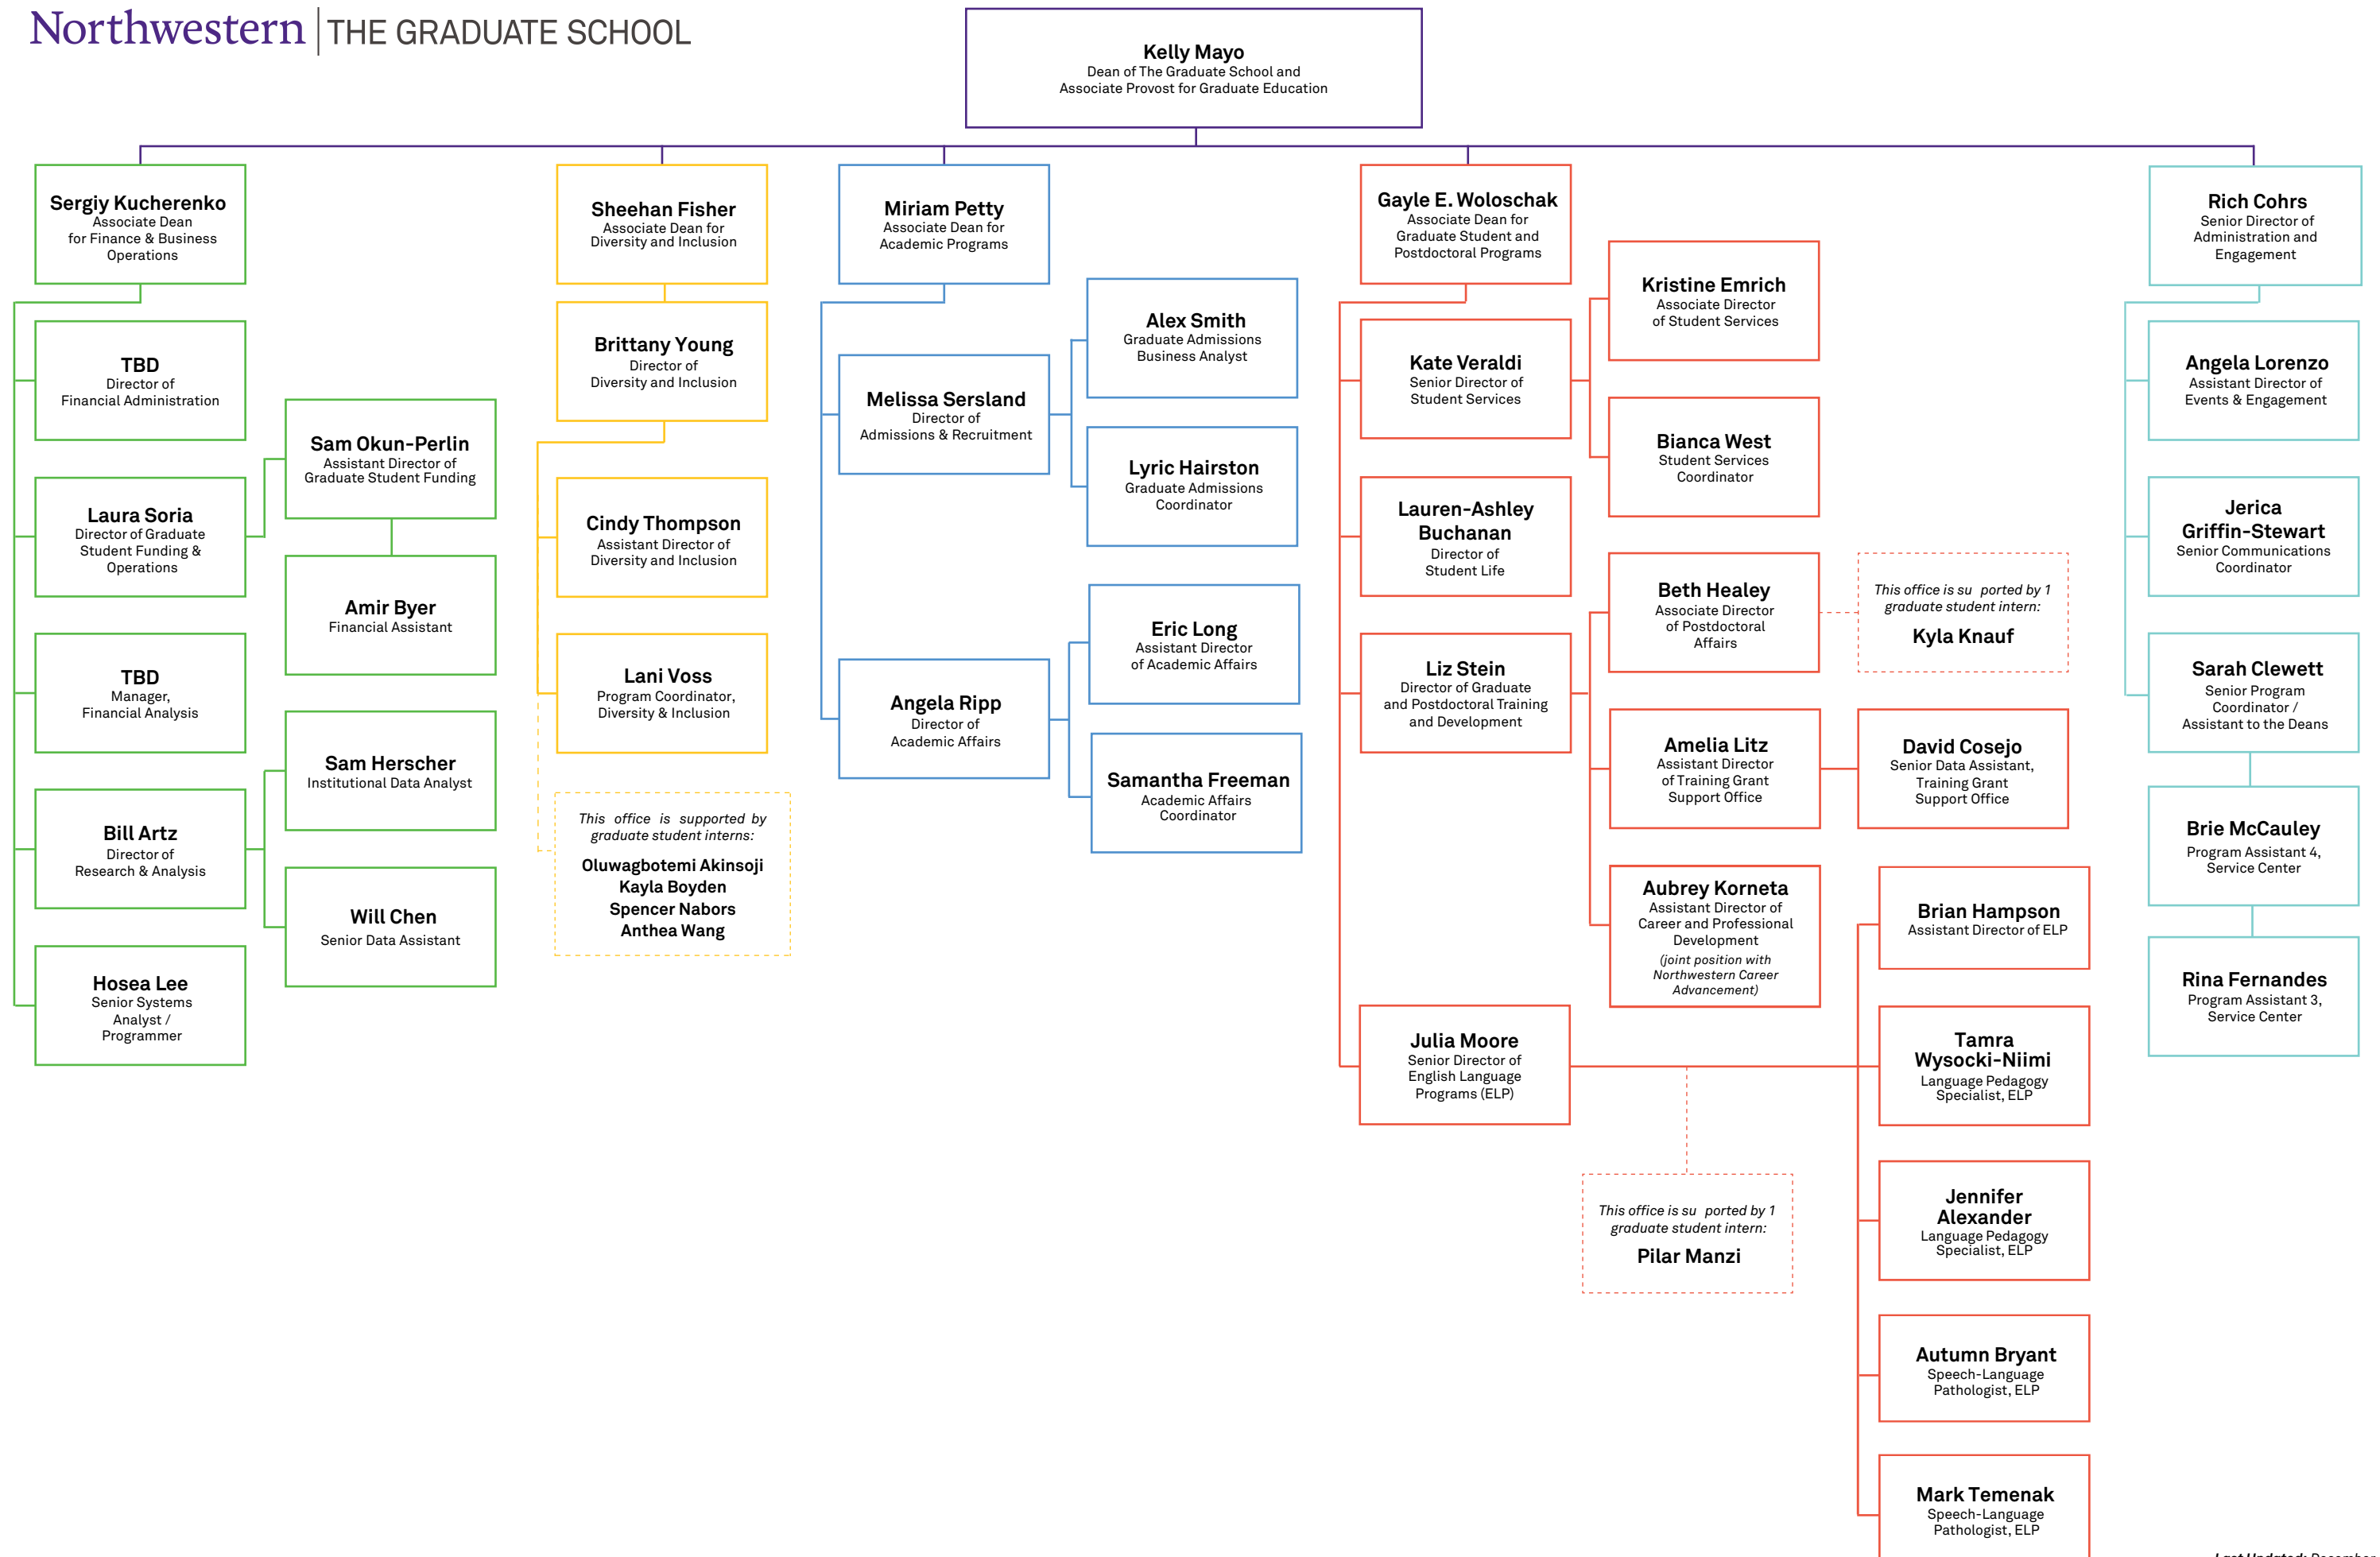 Northwestern | THE GRADUATE SCHOOL
Kelly Mayo
Dean of The Graduate School and
Associate Provost for Graduate Education
Sergiy Kucherenko
Associate Dean
for Finance & Business
Operations
TBD
Director of
Financial Administration
Laura Soria
Director of Graduate
Student Funding &
Operations
Sam Okun-Perlin
Assistant Director of
Graduate Student Funding
Amir Byer
Financial Assistant
TBD
Manager,
Financial Analysis
Bill Artz
Director of
Research & Analysis
Sam Herscher
Institutional Data Analyst
Will Chen
Senior Data Assistant
Hosea Lee
Senior Systems
Analyst /
Programmer
Sheehan Fisher
Associate Dean for
Diversity and Inclusion
Brittany Young
Director of
Diversity and Inclusion
Cindy Thompson
Assistant Director of
Diversity and Inclusion
Lani Voss
Program Coordinator,
Diversity & Inclusion
This office is supported by
graduate student interns:
Oluwagbotemi Akinsoji
Kayla Boyden
Spencer Nabors
Anthea Wang
Miriam Petty
Associate Dean for
Academic Programs
Melissa Sersland
Director of
Admissions & Recruitment
Alex Smith
Graduate Admissions
Business Analyst
Lyric Hairston
Graduate Admissions
Coordinator
Angela Ripp
Director of
Academic Affairs
Eric Long
Assistant Director
of Academic Affairs
Samantha Freeman
Academic Affairs
Coordinator
Gayle E. Woloschak
Associate Dean for
Graduate Student and
Postdoctoral Programs
Kate Veraldi
Senior Director of
Student Services
Kristine Emrich
Associate Director
of Student Services
Bianca West
Student Services
Coordinator
Lauren-Ashley
Buchanan
Director of
Student Life
Liz Stein
Director of Graduate
and Postdoctoral Training
and Development
Beth Healey
Associate Director
of Postdoctoral
Affairs
This office is su ported by 1
graduate student intern:
Kyla Knauf
Amelia Litz
Assistant Director
of Training Grant
Support Office
David Cosejo
Senior Data Assistant,
Training Grant
Support Office
Aubrey Korneta
Assistant Director of
Career and Professional
Development
(joint position with
Northwestern Career
Advancement)
Julia Moore
Senior Director of
English Language
Programs (ELP)
This office is su ported by 1
graduate student intern:
Pilar Manzi
Brian Hampson
Assistant Director of ELP
Tamra
Wysocki-Niimi
Language Pedagogy
Specialist, ELP
Jennifer
Alexander
Language Pedagogy
Specialist, ELP
Autumn Bryant
Speech-Language
Pathologist, ELP
Mark Temenak
Speech-Language
Pathologist, ELP
Rich Cohrs
Senior Director of
Administration and
Engagement
Angela Lorenzo
Assistant Director of
Events & Engagement
Jerica
Griffin-Stewart
Senior Communications
Coordinator
Sarah Clewett
Senior Program
Coordinator /
Assistant to the Deans
Brie McCauley
Program Assistant 4,
Service Center
Rina Fernandes
Program Assistant 3,
Service Center